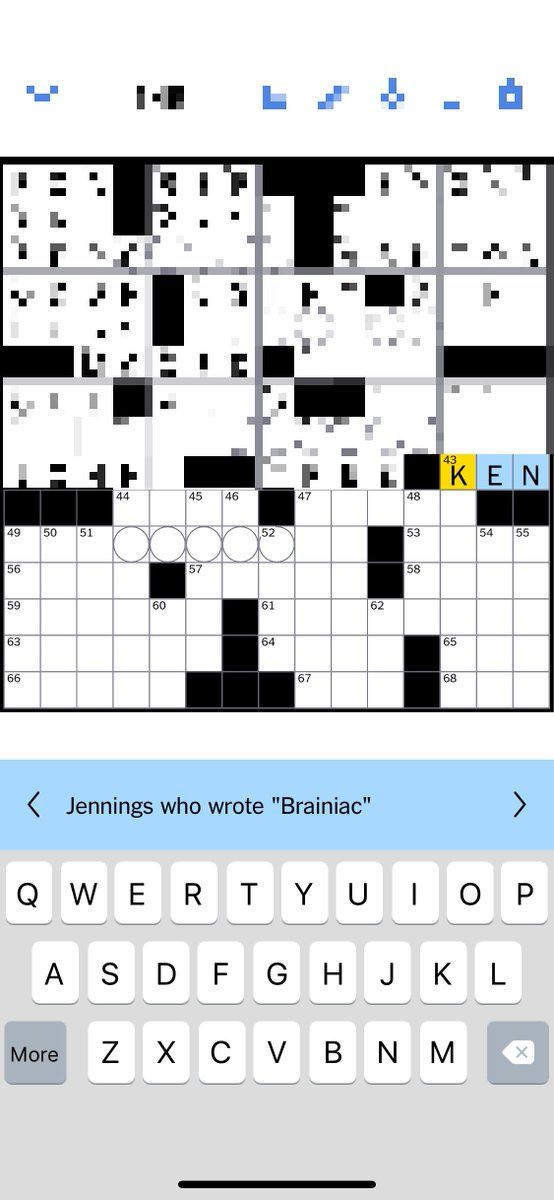 43
K E N
44 45 46 47 48
49 50 51 52 53 54 55
56 57 58
59 60 61 62
63 64 65
66 67 68
Jennings who wrote "Brainiac"
Q W E R T Y U I O P
A S D F G H J K L
More Z X C V B N M